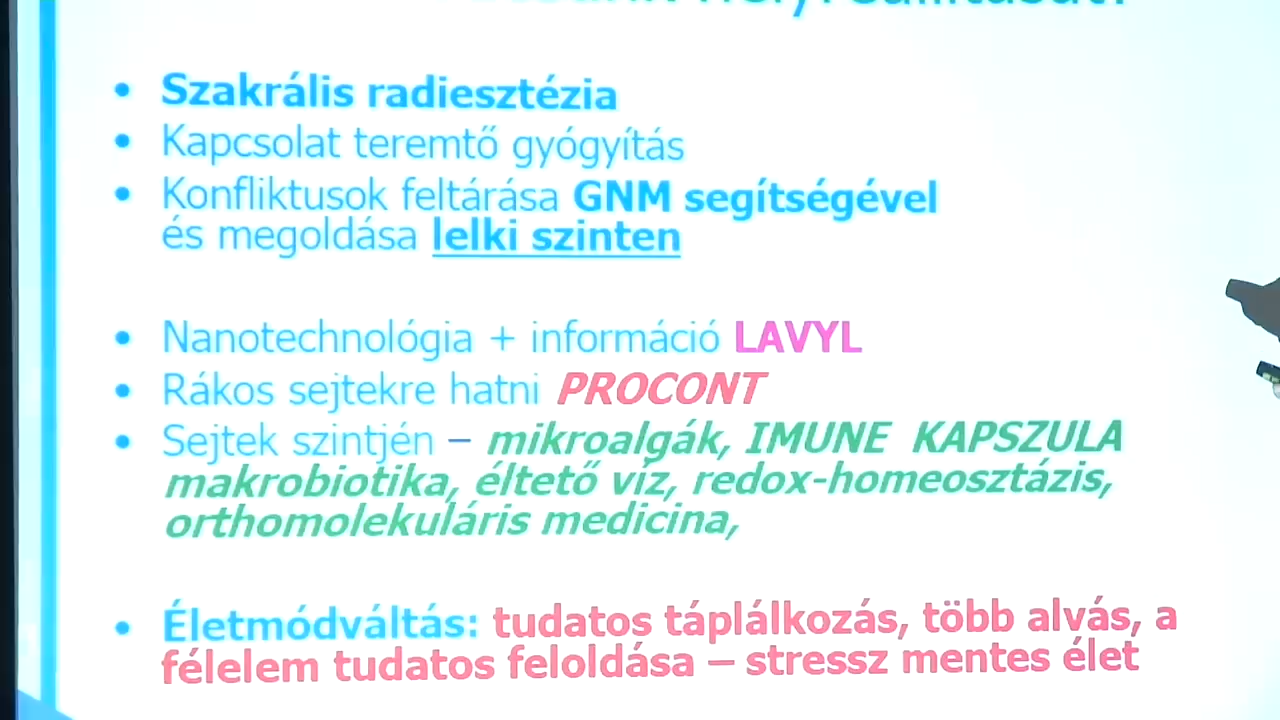 • Szakrális radiesztézia
• Kapcsolat teremtő gyógyítás
• Konfliktusok feltárása GNM segítségével
és megoldása lelki szinten
• Nanotechnológia + információ LAVYL
• Rákos sejtekre hatni PROCONT
• Sejtek szintjén – mikroalgák, IMUNE KAPSZULA
makrobiotika, éltető víz, redox-homeosztázis,
orthomolekuláris medicina,
• Életmódváltás: tudatos táplálkozás, több alvás, a
félelem tudatos feloldása – stressz mentes élet